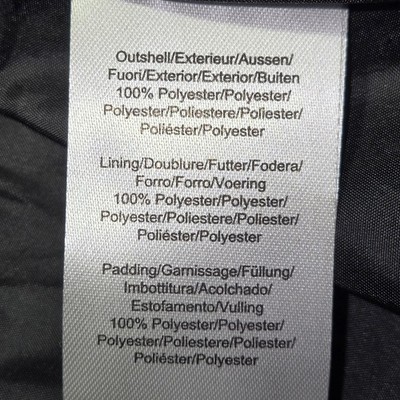 Outshell/Exterieur/Aussen/
Fuori/Exterior/Exterior/Buiten
100% Polyester/Polyester/
Polyester/Poliestere/Poliester/
Poliéster/Polyester
Lining/Doublure/Futter/Fodera/
Forro/Forro/Voering
100% Polyester/Polyester/
Polyester/Poliestere/Poliester/
Poliéster/Polyester
Padding/Garnissage/Füllung/
Imbottitura/Acolchado/
Estofamento/Vulling
100% Polyester/Polyester/
Polyester/Poliestere/Poliester/
Poliéster/Polyester